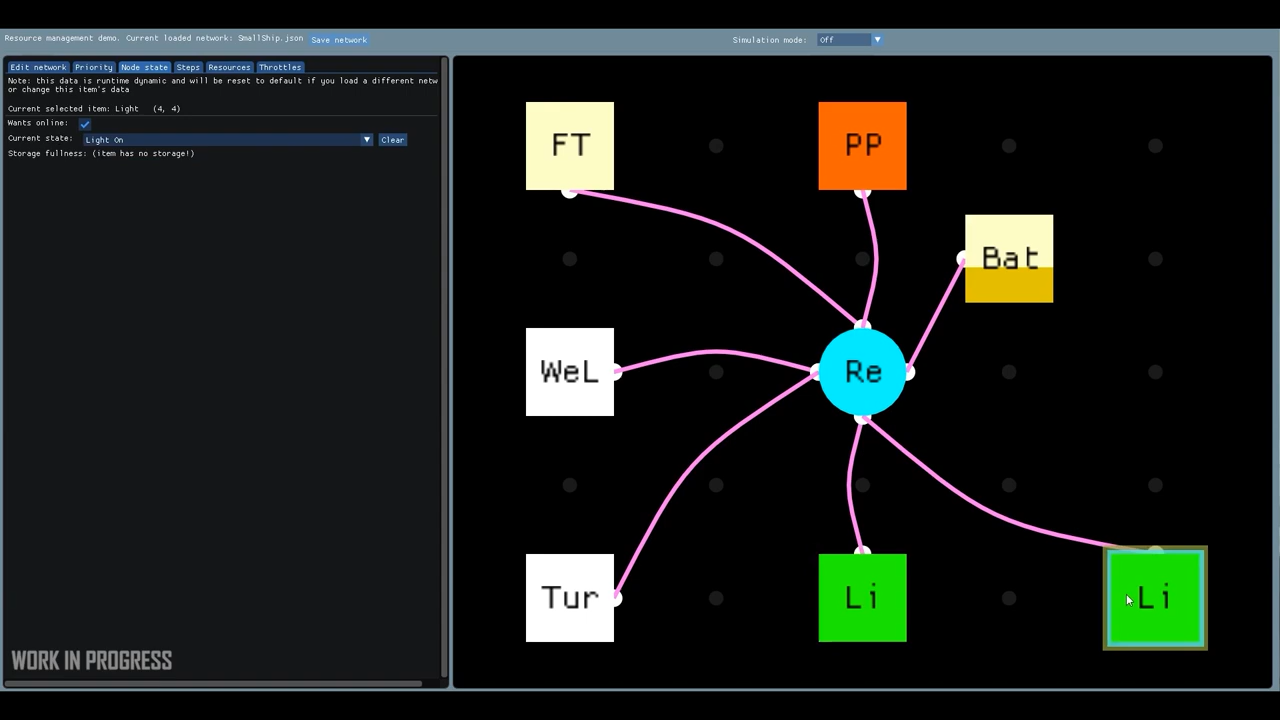 Resource management demo. Current loaded network: SmallShip.json Save network
Simulation mode: Off
Edit network Priority Node state Steps Resources Throttles
Note: this data is runtime dynamic and will be reset to default if you load a different netw
or change this item's data
Current selected item: Light (4, 4)
Wants online:
Current state: Light On Clear
Storage fullness: (item has no storage!)
FT PP
Bat
WeL Re
Tur Li Li
WORK IN PROGRESS